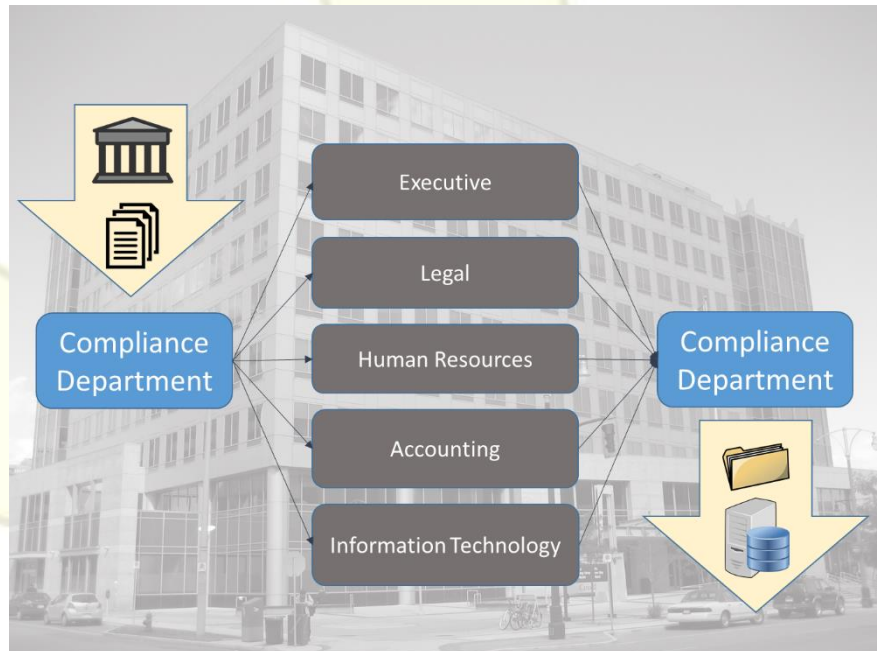 Compliance
Department
Executive
Legal
Human Resources
Accounting
Information Technology
Compliance
Department